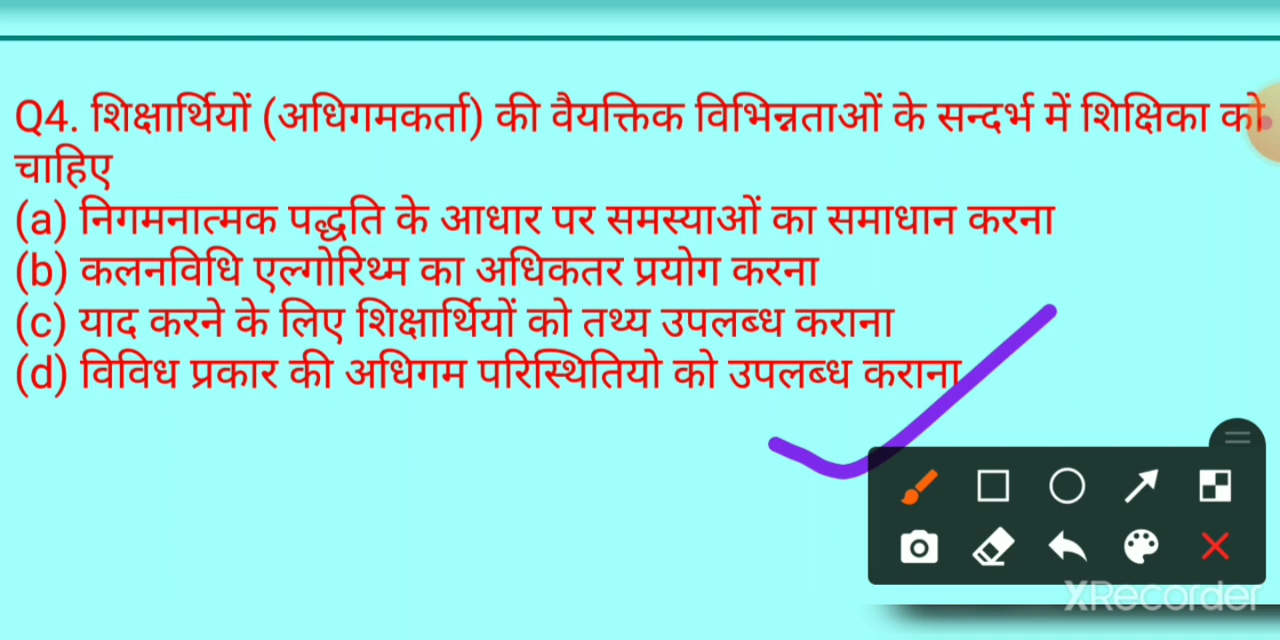 Q4. शिक्षार्थियों (अधिगमकर्ता) की वैयक्तिक विभिन्नताओं के सन्दर्भ में शिक्षिका को
चाहिए
(a) निगमनात्मक पद्धति के आधार पर समस्याओं का समाधान करना
(b) कलनविधि एल्गोरिथ्म का अधिकतर प्रयोग करना
(c) याद करने के लिए शिक्षार्थियों को तथ्य उपलब्ध कराना
(d) विविध प्रकार की अधिगम परिस्थितियो को उपलब्ध कराना
XRecorder